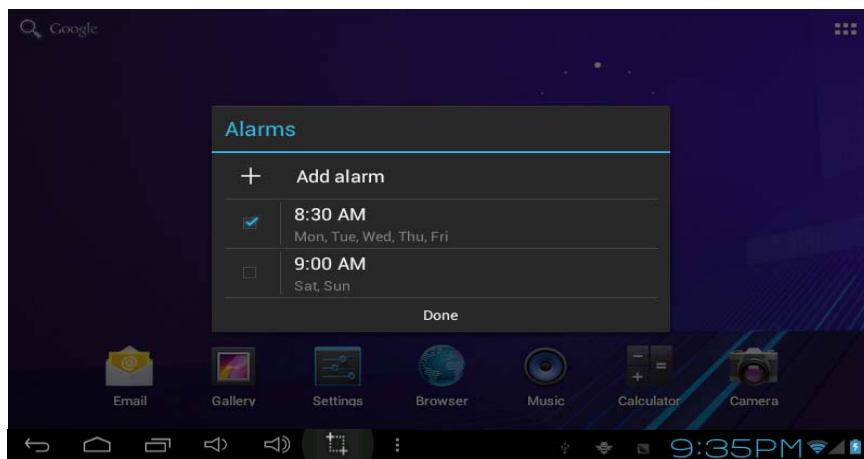 Google
Alarms
Add alarm
8:30 AM
Mon, Tue, Wed, Thu, Fri
9:00 AM
Sat, Sun
Done
Email Gallery Settings Browser Music Calculator Camera
9:35PM